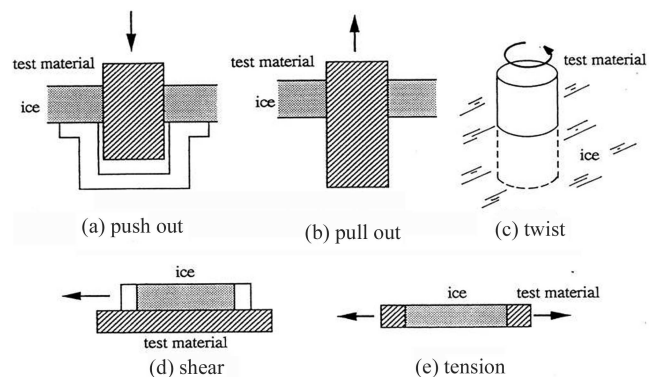 test material
ice
(a) push out
test material
ice
(b) pull out
test material
ice
(c) twist
ice
test material
(d) shear
ice
test material
(e) tension